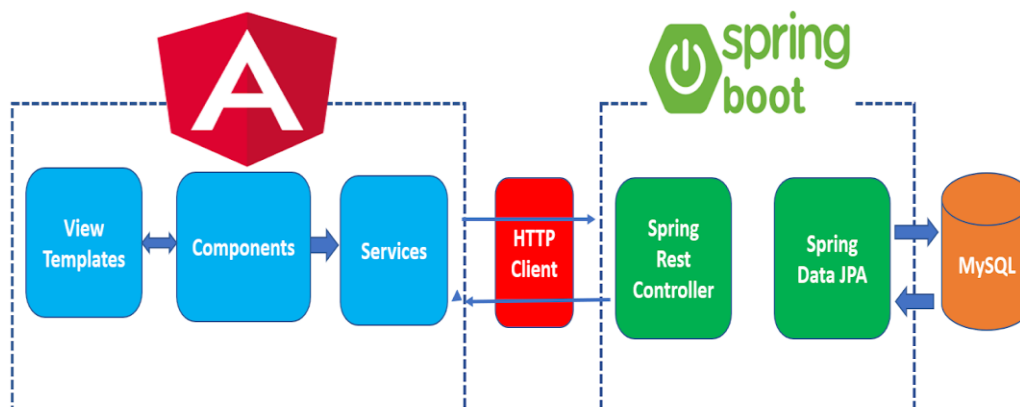 A
spring
boot
View
Templates
Components
Services
HTTP
Client
Spring
Rest
Controller
Spring
Data JPA
MySQL